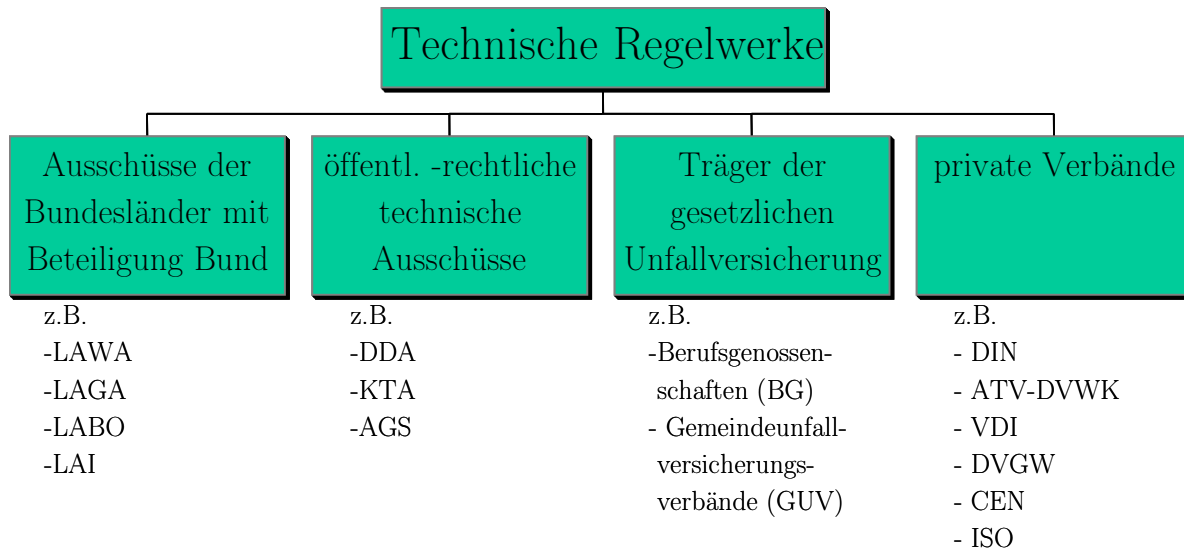 Technische Regelwerke
Ausschüsse der
Bundesländer mit
Beteiligung Bund
z.B.
-LAWA
-LAGA
-LABO
-LAI
öffentl. -rechtliche
technische
Ausschüsse
z.B.
-DDA
-KTA
-AGS
Träger der
gesetzlichen
Unfallversicherung
z.B.
-Berufsgenossen-
schaften (BG)
- Gemeindeunfall-
versicherungs-
verbände (GUV)
private Verbände
z.B.
- DIN
- ATV-DVWK
- VDI
- DVGW
- CEN
- ISO